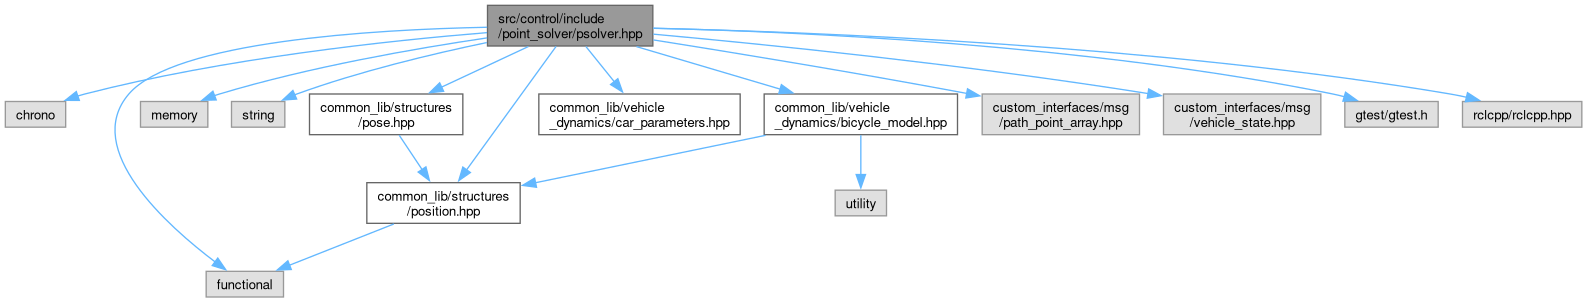 src/control/include
/point_solver/psolver.hpp
chrono
memory
string
common_lib/structures
/pose.hpp
common_lib/vehicle
_dynamics/car_parameters.hpp
common_lib/vehicle
_dynamics/bicycle_model.hpp
custom_interfaces/msg
/path_point_array.hpp
custom_interfaces/msg
/vehicle_state.hpp
gtest/gtest.h
rclcpp/rclcpp.hpp
common_lib/structures
/position.hpp
utility
functional